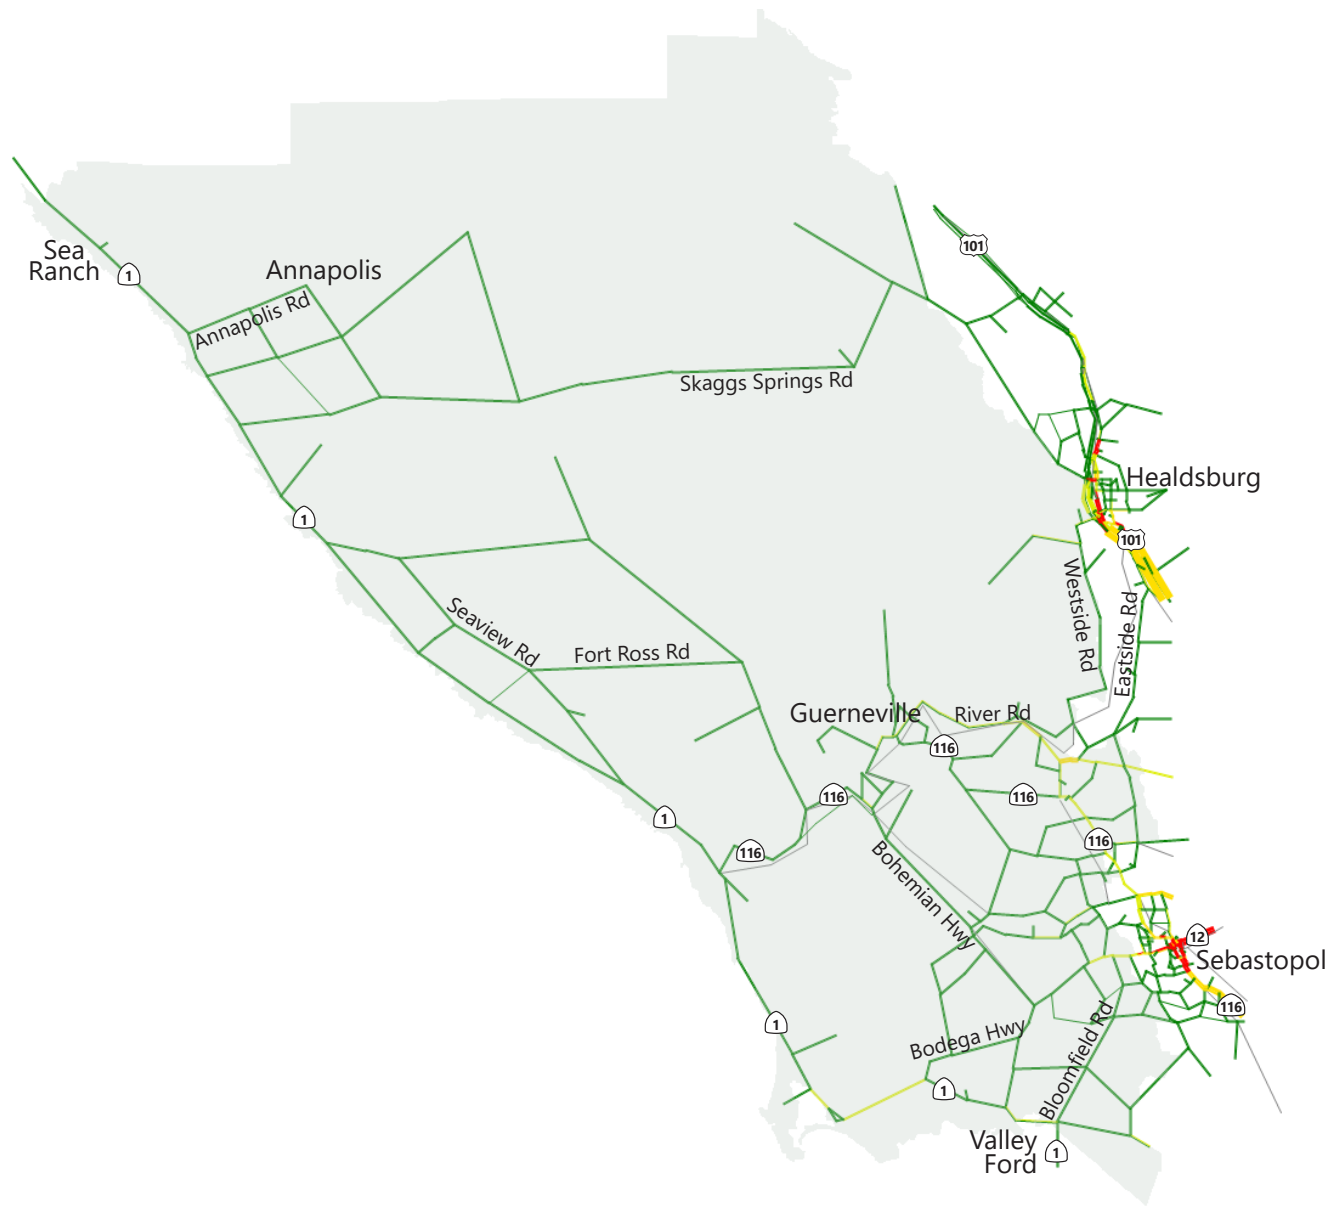 101
Sea
Ranch
1
Annapolis
Annapolis Rd
Skaggs Springs Rd
Healdsburg
1
101
Westside Rd
Eastside Rd
Seaview Rd
Fort Ross Rd
Guerneville
River Rd
116
116
116
1
116
116
Bohemian Hwy
12
Sebastopol
116
1
Bodega Hwy
Bloomfield Rd
1
Valley
Ford
1